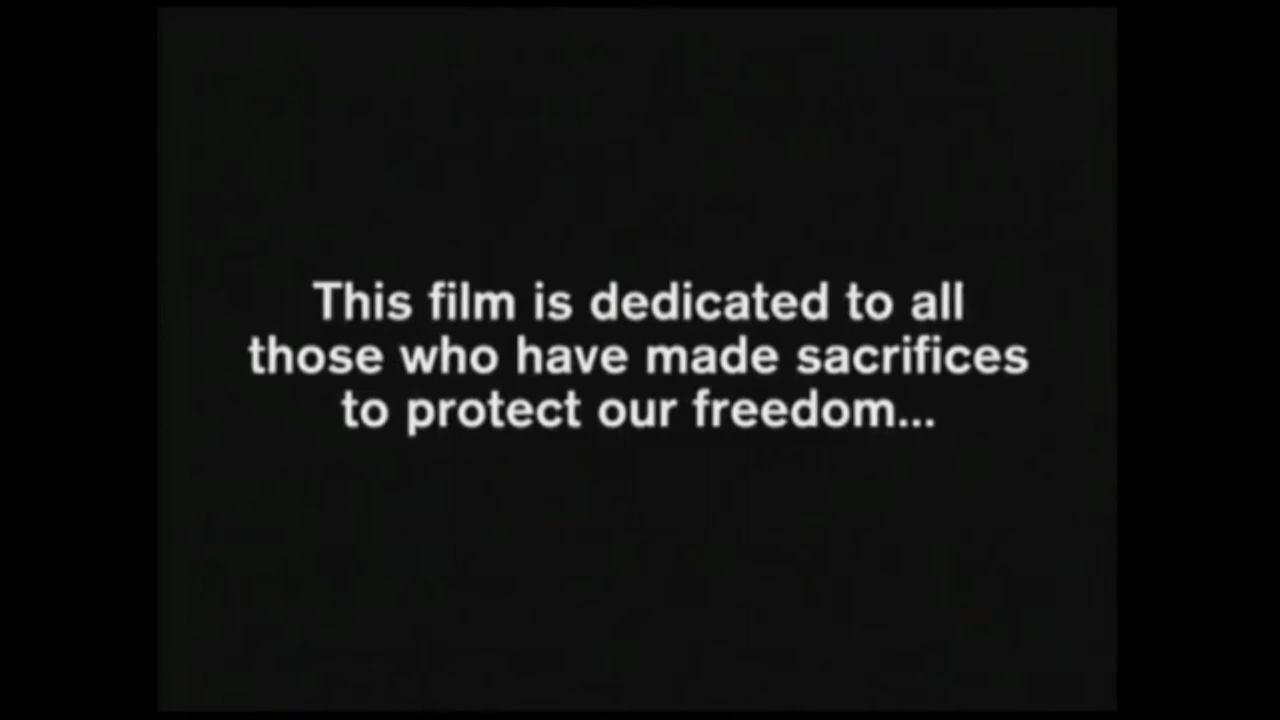 This film is dedicated to all
those who have made sacrifices
to protect our freedom...